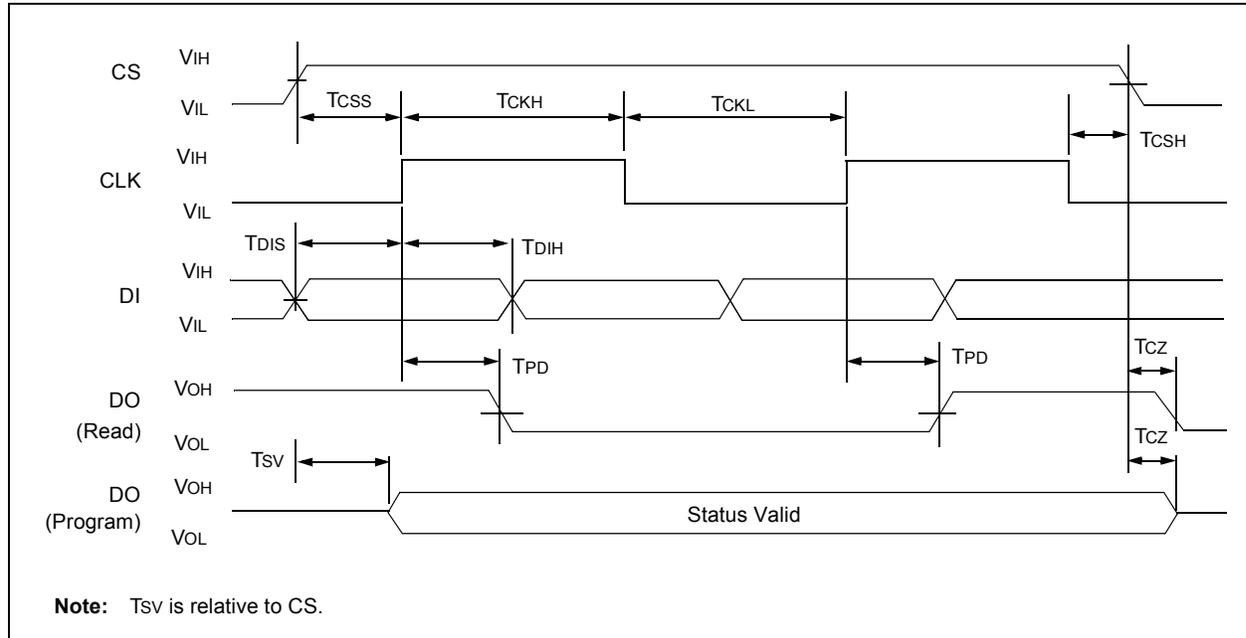 CS
VIH
VIL
TCSS
TCKH
TCKL
TCSH
CLK
VIH
VIL
TDIS
TDIH
DI
VIH
VIL
TPD
TPD
TCZ
DO
(Read)
VOH
VOL
TCZ
TSV
DO
(Program)
VOH
VOL
Status Valid
Note: TSV is relative to CS.